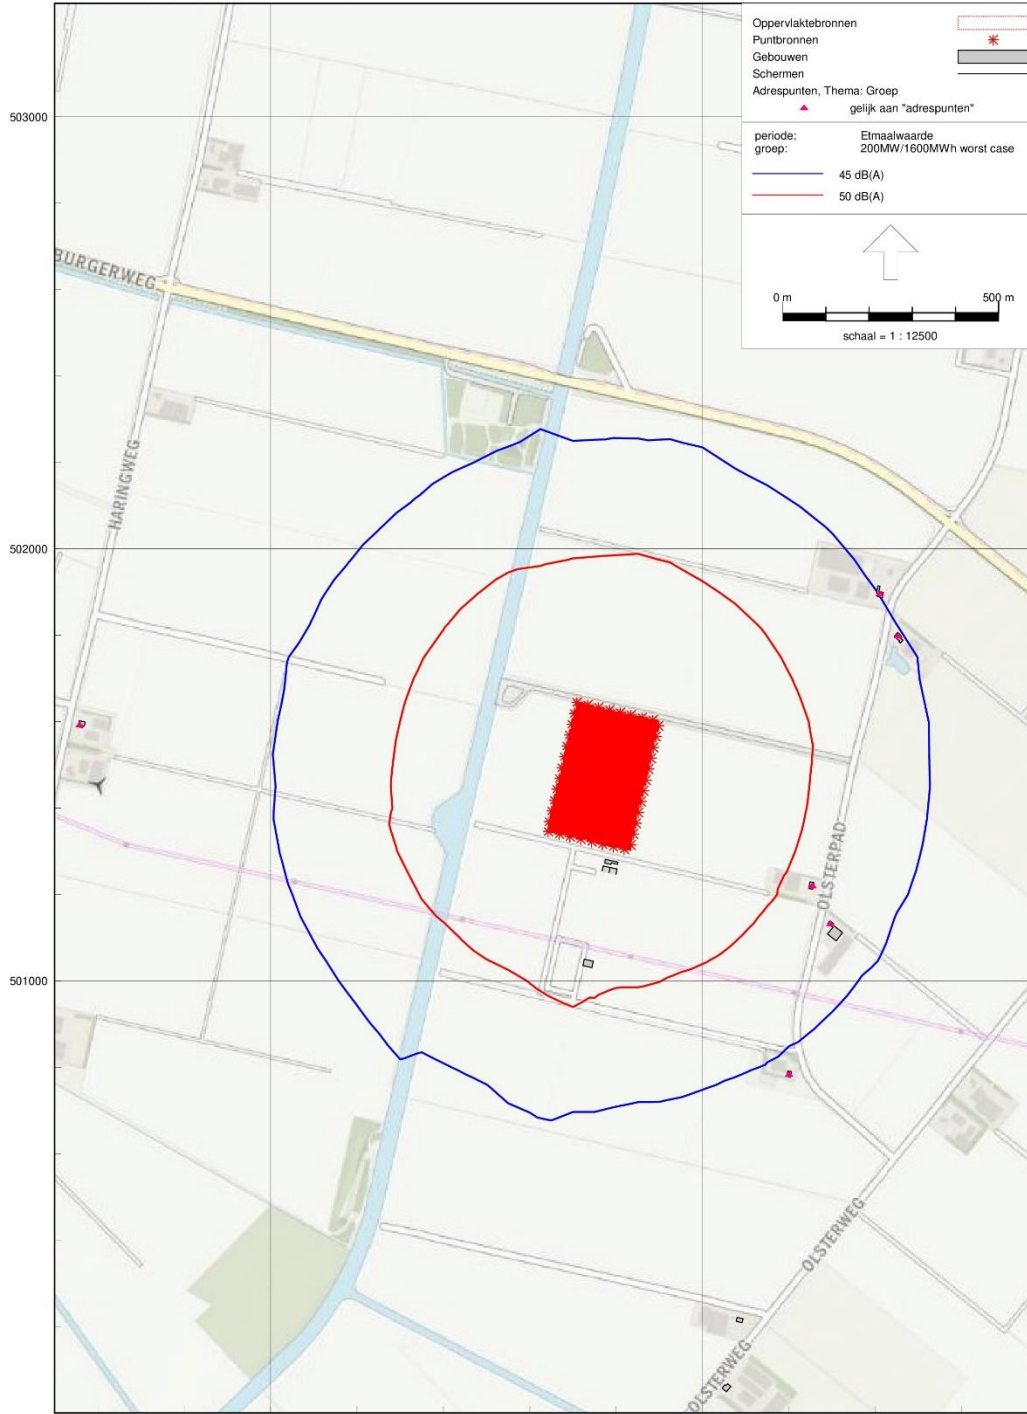 Oppervlaktebronnen
Puntbronnen
Gebouwen
Schermen
Adrespunten, Thema: Groep
gelijk aan "adrespunten"
periode: Etmaalwaarde
groep: 200MW/1600MWh worst case
45 dB(A)
50 dB(A)
0 m 500 m
schaal = 1 : 12500
503000
BURGERWEG
HARINGWEG
502000
OLSTERPAD
501000
OLSTERWEG
OLSTERWEG